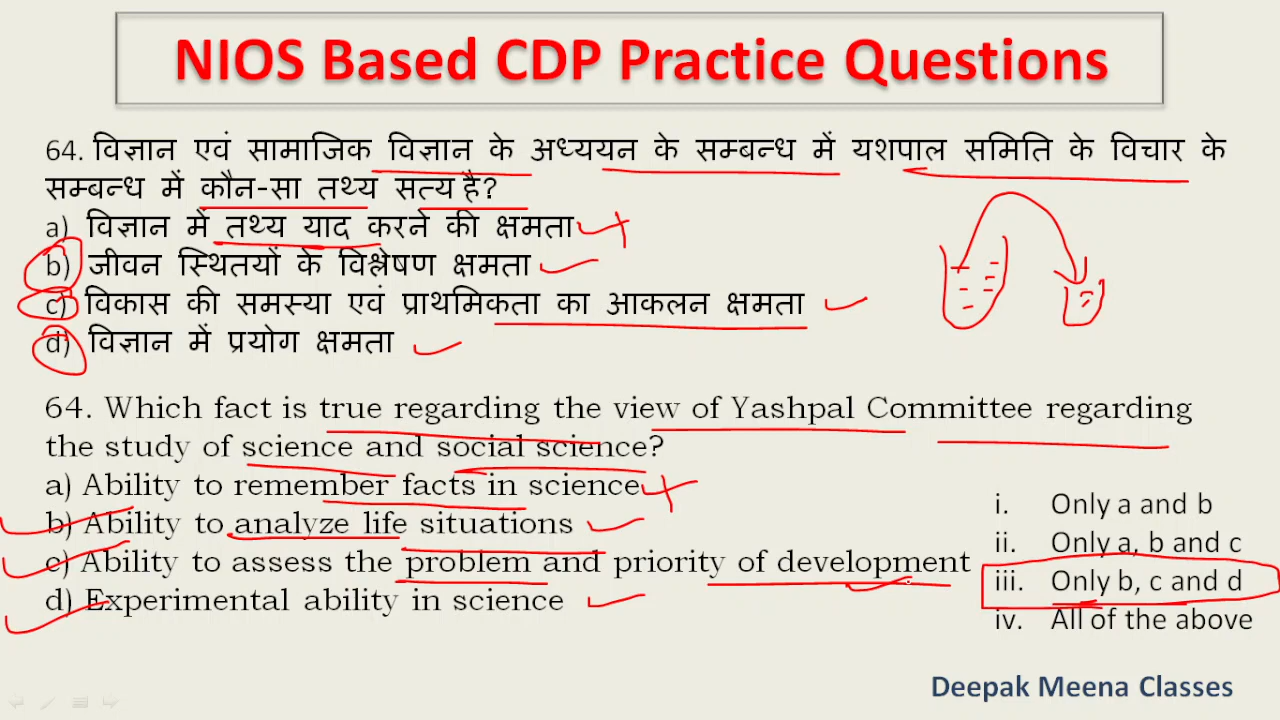 NIOS Based CDP Practice Questions
64. विज्ञान एवं सामाजिक विज्ञान के अध्ययन के सम्बन्ध में यशपाल समिति के विचार के
सम्बन्ध में कौन-सा तथ्य सत्य है?
a) विज्ञान में तथ्य याद करने की क्षमता
b) जीवन स्थितयों के विश्लेषण क्षमता
c) विकास की समस्या एवं प्राथमिकता का आकलन क्षमता
d) विज्ञान में प्रयोग क्षमता
64. Which fact is true regarding the view of Yashpal Committee regarding
the study of science and social science?
a) Ability to remember facts in science
b) Ability to analyze life situations
c) Ability to assess the problem and priority of development
d) Experimental ability in science
i. Only a and b
ii. Only a, b and c
iii. Only b, c and d
iv. All of the above
Deepak Meena Classes